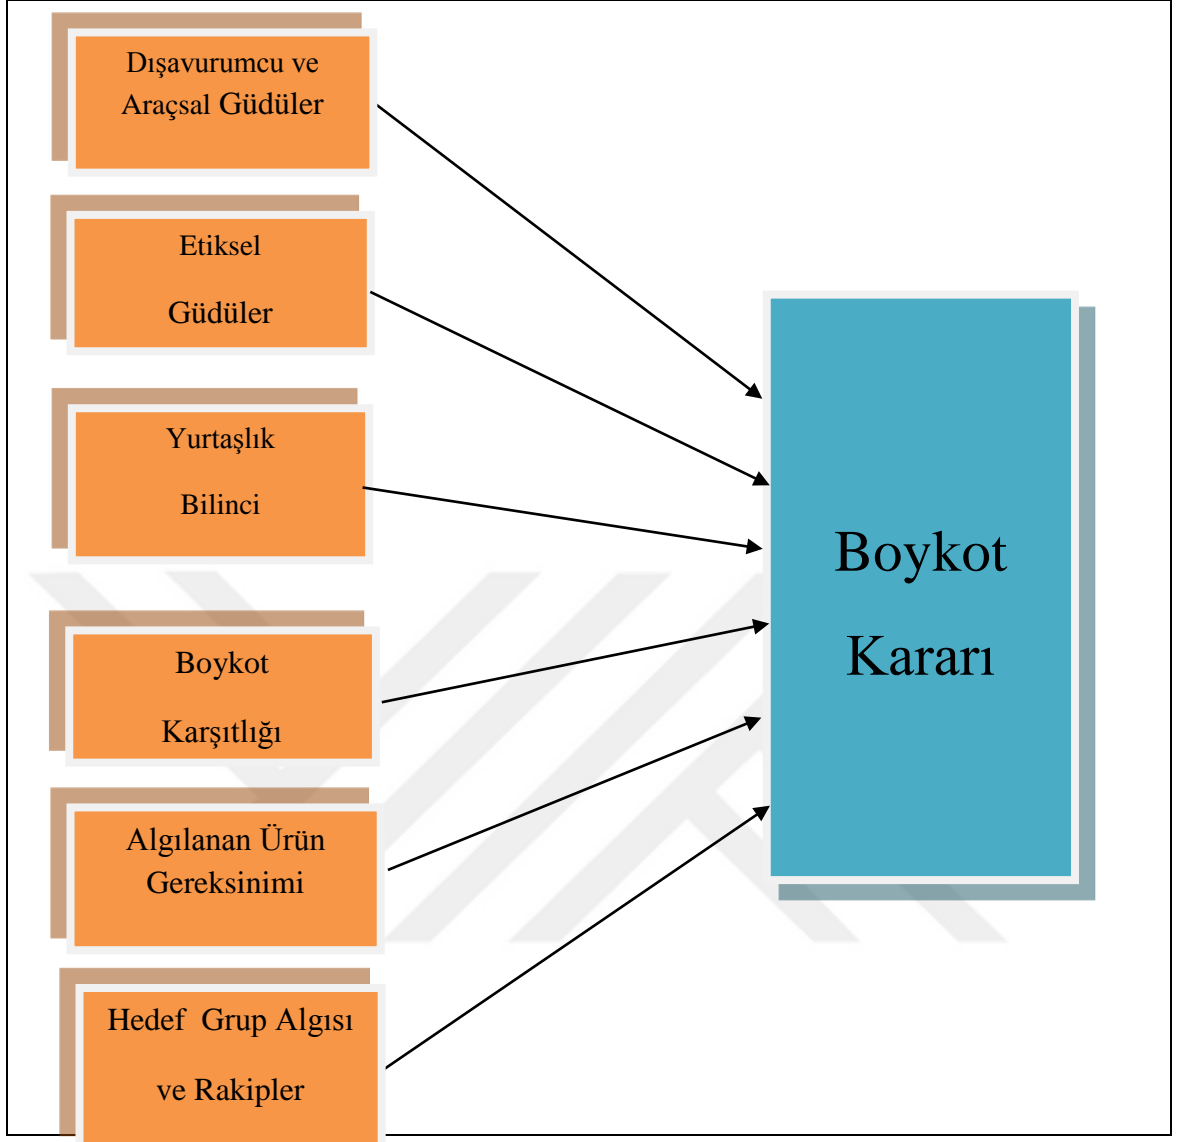 Dışavurumcu ve
Araçsal Güdüler
Etiksel
Güdüler
Yurtaşlık
Bilinci
Boykot
Karşıtlığı
Algılanan Ürün
Gereksinimi
Hedef Grup Algısı
ve Rakipler
Boykot
Kararı